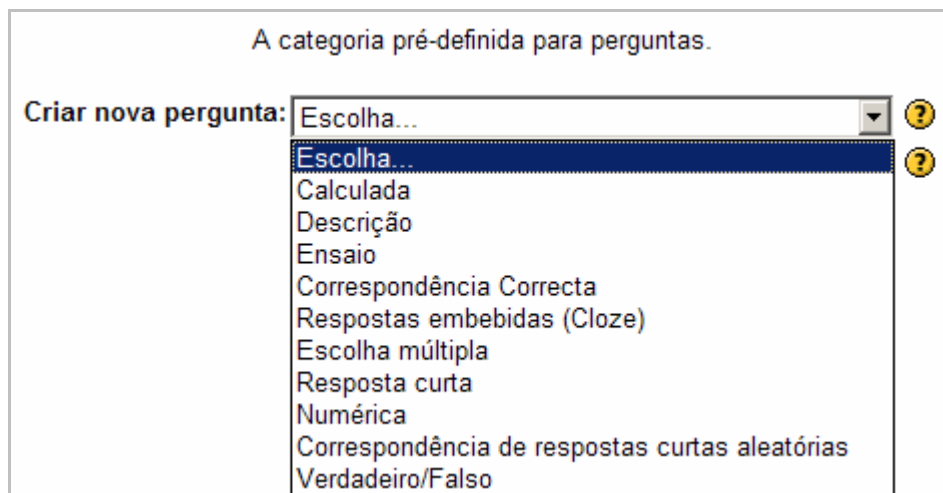 A categoria pré-definida para perguntas.
Criar nova pergunta: Escolha...
Escolha...
Calculada
Descrição
Ensaio
Correspondência Correcta
Respostas embebidas (Cloze)
Escolha múltipla
Resposta curta
Numérica
Correspondência de respostas curtas aleatórias
Verdadeiro/Falso